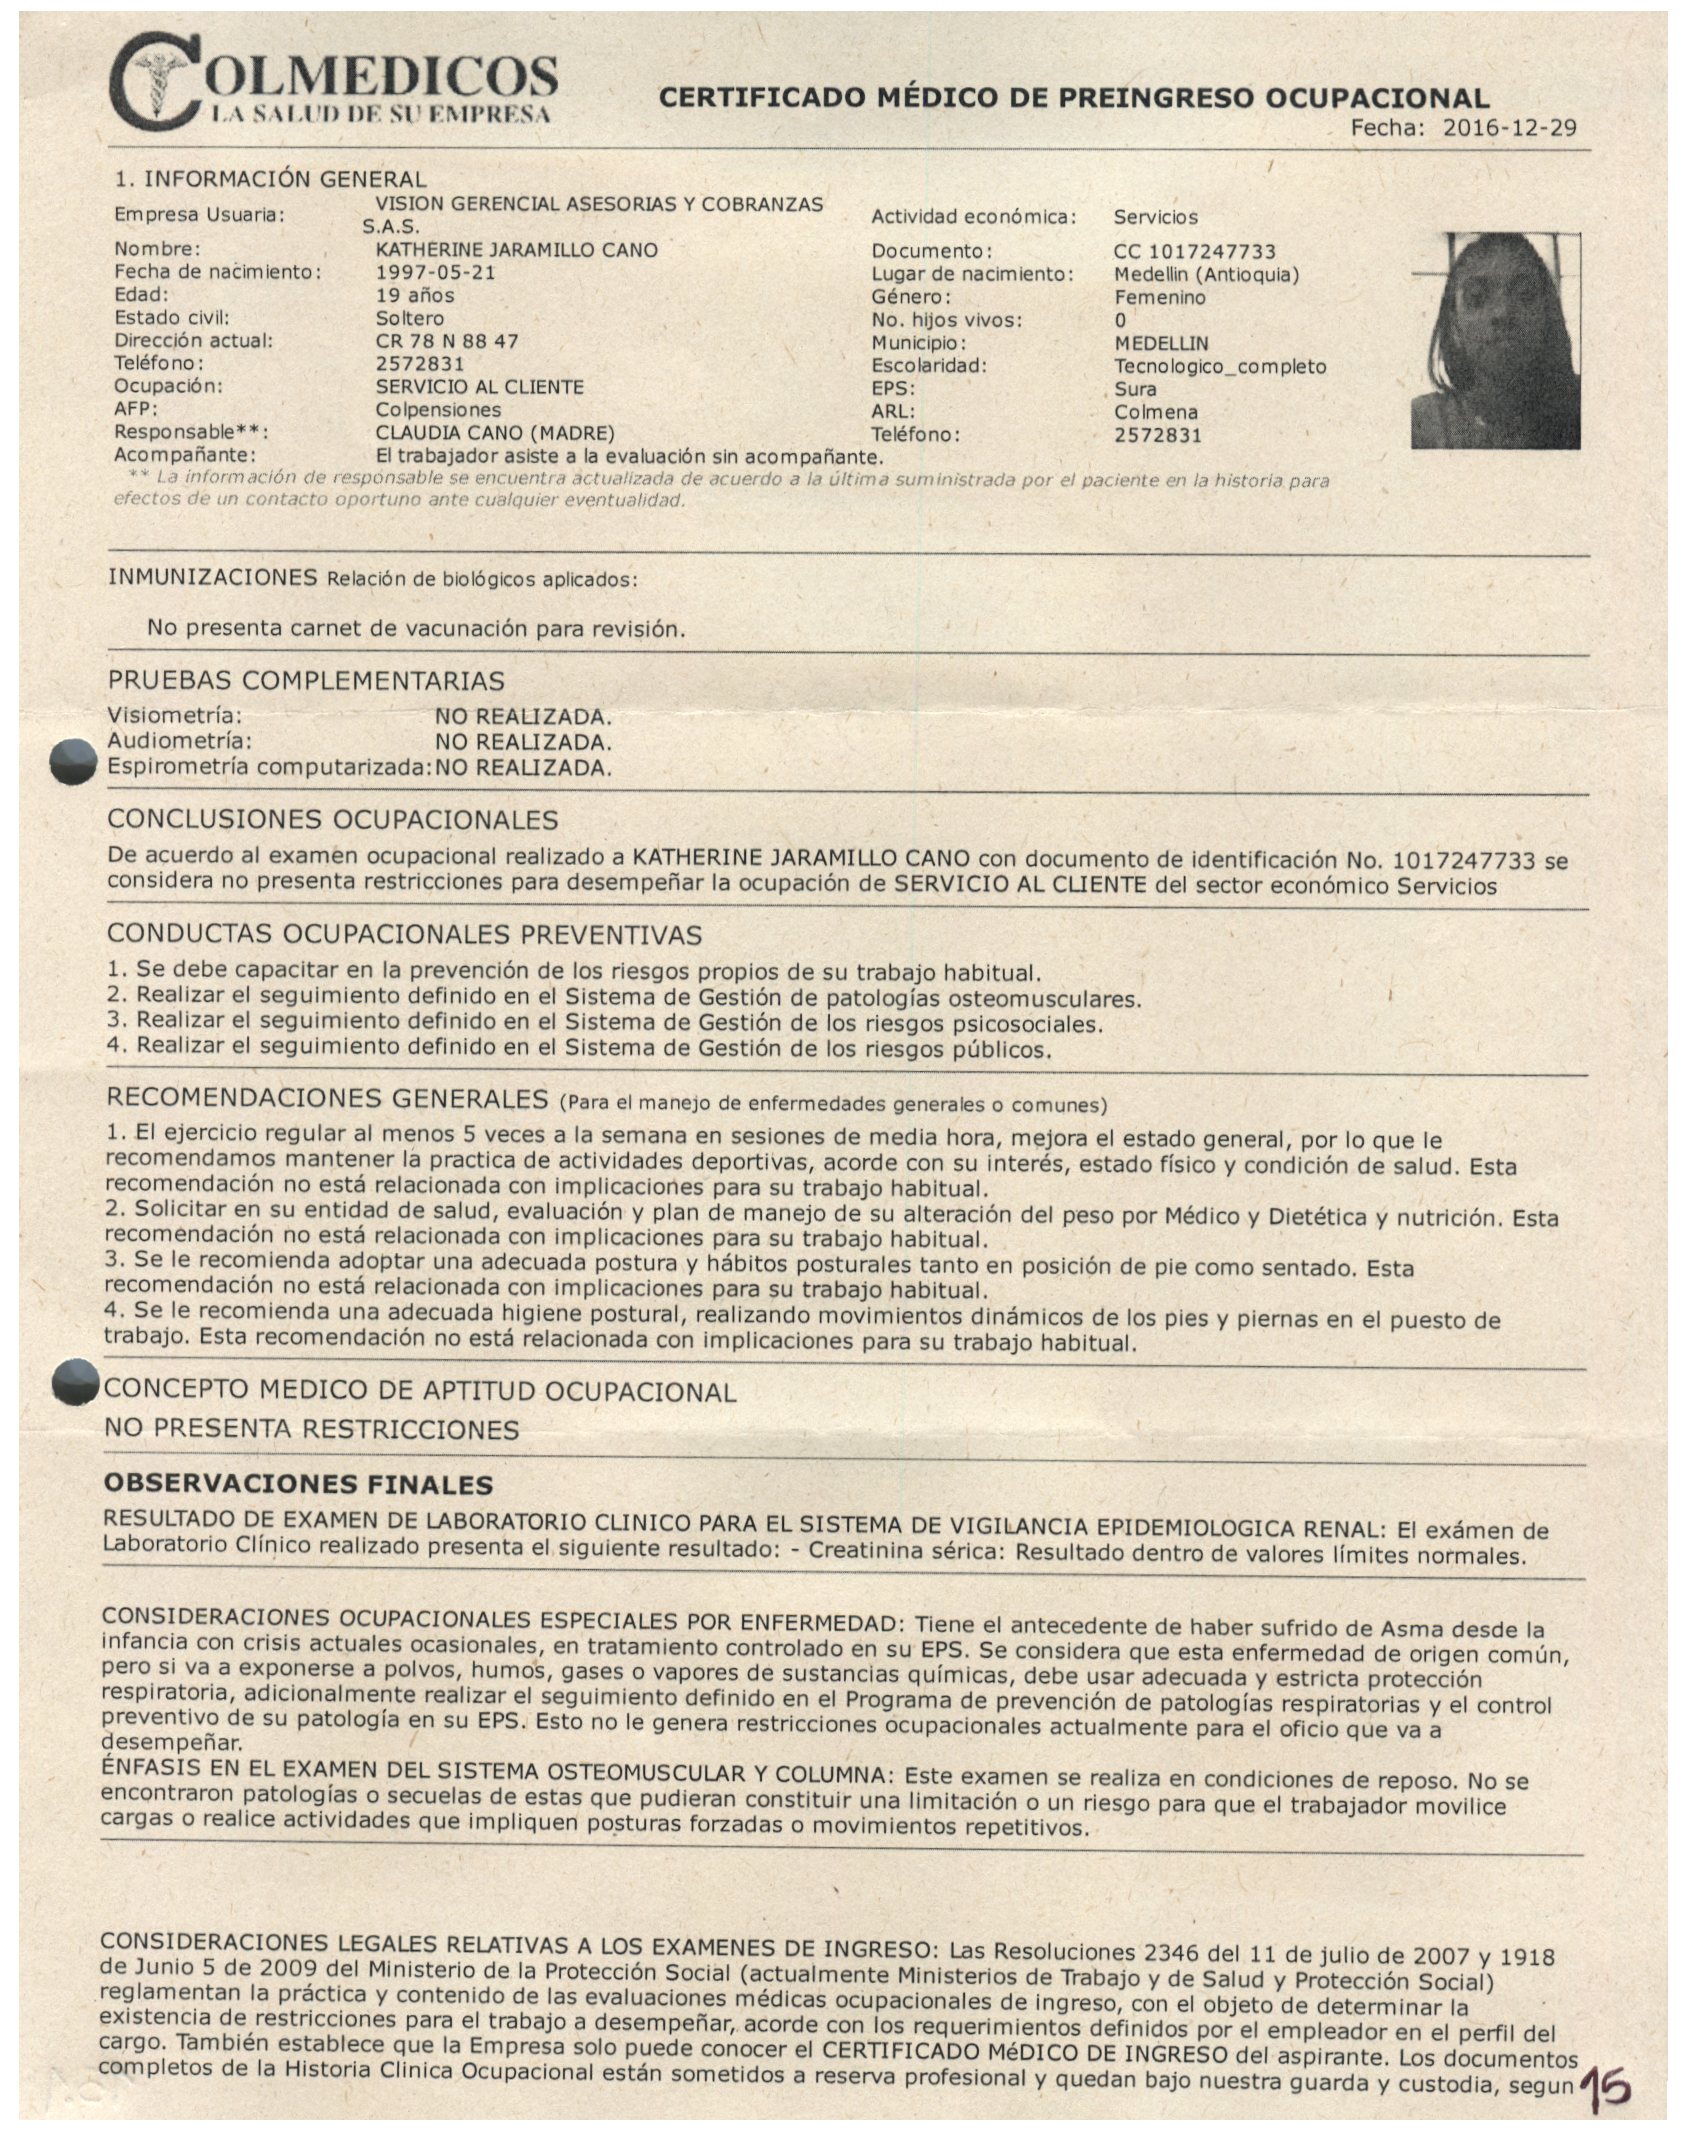 COLMEDICOS
LA SALUD DE SU EMPRESA
CERTIFICADO MÉDICO DE PREINGRESO OCUPACIONAL
Fecha: 2016-12-29
1. INFORMACIÓN GENERAL
Empresa Usuaria: VISION GERENCIAL ASESORIAS Y COBRANZAS S.A.S. Actividad económica: Servicios
Nombre: KATHERINE JARAMILLO CANO Documento: CC 1017247733
Fecha de nacimiento: 1997-05-21 Lugar de nacimiento: Medellin (Antioquia)
Edad: 19 años Género: Femenino
Estado civil: Soltero No. hijos vivos: 0
Dirección actual: CR 78 N 88 47 Municipio: MEDELLIN
Teléfono: 2572831 Escolaridad: Tecnologico_completo
Ocupación: SERVICIO AL CLIENTE EPS: Sura
AFP: Colpensiones ARL: Colmena
Responsable**: CLAUDIA CANO (MADRE) Teléfono: 2572831
Acompañante: El trabajador asiste a la evaluación sin acompañante.
** La información de responsable se encuentra actualizada de acuerdo a la última suministrada por el paciente en la historia para
efectos de un contacto oportuno ante cualquier eventualidad.
INMUNIZACIONES Relación de biológicos aplicados:
No presenta carnet de vacunación para revisión.
PRUEBAS COMPLEMENTARIAS
Visiometría: NO REALIZADA.
Audiometría: NO REALIZADA.
Espirometría computarizada: NO REALIZADA.
CONCLUSIONES OCUPACIONALES
De acuerdo al examen ocupacional realizado a KATHERINE JARAMILLO CANO con documento de identificación No. 1017247733 se
considera no presenta restricciones para desempeñar la ocupación de SERVICIO AL CLIENTE del sector económico Servicios
CONDUCTAS OCUPACIONALES PREVENTIVAS
1. Se debe capacitar en la prevención de los riesgos propios de su trabajo habitual.
2. Realizar el seguimiento definido en el Sistema de Gestión de patologías osteomusculares.
3. Realizar el seguimiento definido en el Sistema de Gestión de los riesgos psicosociales.
4. Realizar el seguimiento definido en el Sistema de Gestión de los riesgos públicos.
RECOMENDACIONES GENERALES (Para el manejo de enfermedades generales o comunes)
1. El ejercicio regular al menos 5 veces a la semana en sesiones de media hora, mejora el estado general, por lo que le
recomendamos mantener la practica de actividades deportivas, acorde con su interés, estado físico y condición de salud. Esta
recomendación no está relacionada con implicaciones para su trabajo habitual.
2. Solicitar en su entidad de salud, evaluación y plan de manejo de su alteración del peso por Médico y Dietética y nutrición. Esta
recomendación no está relacionada con implicaciones para su trabajo habitual.
3. Se le recomienda adoptar una adecuada postura y hábitos posturales tanto en posición de pie como sentado. Esta
recomendación no está relacionada con implicaciones para su trabajo habitual.
4. Se le recomienda una adecuada higiene postural, realizando movimientos dinámicos de los pies y piernas en el puesto de
trabajo. Esta recomendación no está relacionada con implicaciones para su trabajo habitual.
CONCEPTO MEDICO DE APTITUD OCUPACIONAL
NO PRESENTA RESTRICCIONES
OBSERVACIONES FINALES
RESULTADO DE EXAMEN DE LABORATORIO CLINICO PARA EL SISTEMA DE VIGILANCIA EPIDEMIOLOGICA RENAL: El exámen de
Laboratorio Clínico realizado presenta el siguiente resultado: - Creatinina sérica: Resultado dentro de valores límites normales.
CONSIDERACIONES OCUPACIONALES ESPECIALES POR ENFERMEDAD: Tiene el antecedente de haber sufrido de Asma desde la
infancia con crisis actuales ocasionales, en tratamiento controlado en su EPS. Se considera que esta enfermedad de origen común,
pero si va a exponerse a polvos, humos, gases o vapores de sustancias químicas, debe usar adecuada y estricta protección
respiratoria, adicionalmente realizar el seguimiento definido en el Programa de prevención de patologías respiratorias y el control
preventivo de su patología en su EPS. Esto no le genera restricciones ocupacionales actualmente para el oficio que va a
desempeñar.
ÉNFASIS EN EL EXAMEN DEL SISTEMA OSTEOMUSCULAR Y COLUMNA: Este examen se realiza en condiciones de reposo. No se
encontraron patologías o secuelas de estas que pudieran constituir una limitación o un riesgo para que el trabajador movilice
cargas o realice actividades que impliquen posturas forzadas o movimientos repetitivos.
CONSIDERACIONES LEGALES RELATIVAS A LOS EXAMENES DE INGRESO: Las Resoluciones 2346 del 11 de julio de 2007 y 1918
de Junio 5 de 2009 del Ministerio de la Protección Social (actualmente Ministerios de Trabajo y de Salud y Protección Social)
reglamentan la práctica y contenido de las evaluaciones médicas ocupacionales de ingreso, con el objeto de determinar la
existencia de restricciones para el trabajo a desempeñar, acorde con los requerimientos definidos por el empleador en el perfil del
cargo. También establece que la Empresa solo puede conocer el CERTIFICADO MéDICO DE INGRESO del aspirante. Los documentos
completos de la Historia Clinica Ocupacional están sometidos a reserva profesional y quedan bajo nuestra guarda y custodia, segun
15